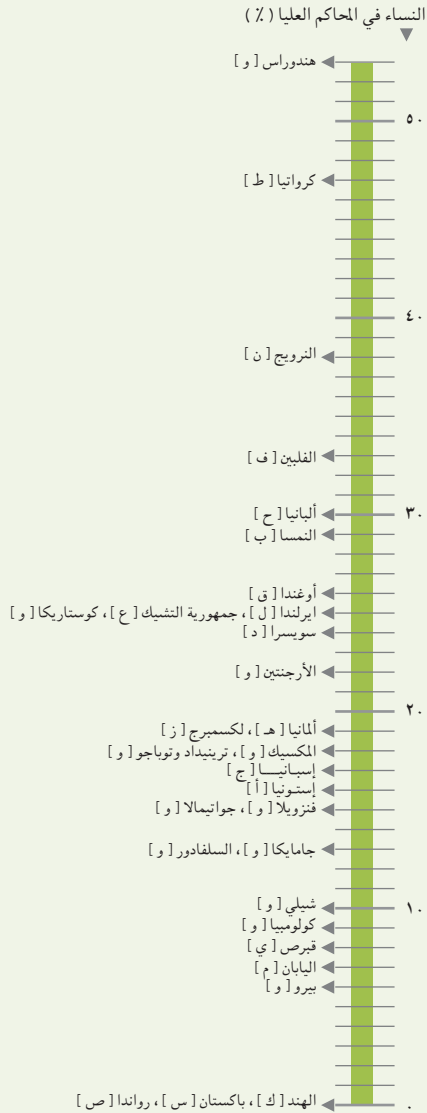 النساء في المحاكم العليا (٪)
هندوراس [ و ]
٥٠
كرواتيا [ ط ]
٤٠
النرويج [ ن ]
الفلبين [ ف ]
٣٠
ألبانيا [ ح ]
النمسا [ ب ]
أوغندا [ ق ]
ايرلندا [ ل ]، جمهورية التشيك [ ع ]، كوستاريكا [ و ]
سويسرا [ د ]
الأرجنتين [ و ]
٢٠
ألمانيا [ هـ ]، لكسمبرج [ ز ]
المكسيك [ و ]، ترينيداد وتوباجو [ و ]
إسبـانيـــا [ ج ]
إستـونيا [ أ ]
فنزويلا [ و ]، جواتيمالا [ و ]
جامايكا [ و ]، السلفادور [ و ]
١٠
شيلي [ و ]
كولومبيا [ و ]
قبرص [ ي ]
اليابان [ م ]
بيرو [ و ]
٠
الهند [ ك ]، باكستان [ س ]، رواندا [ ص ]